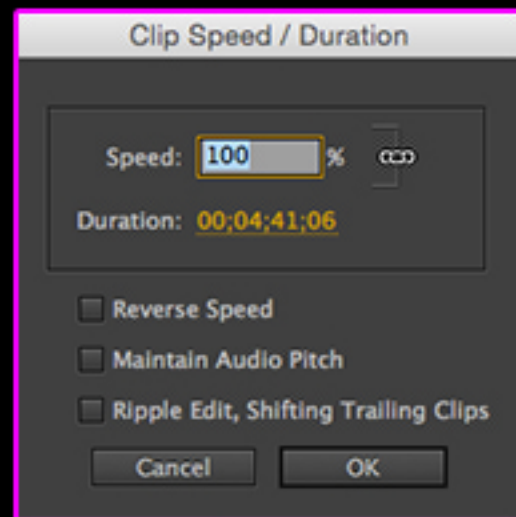 Clip Speed / Duration
Speed: 100 %
Duration: 00;04;41;06
Reverse Speed
Maintain Audio Pitch
Ripple Edit, Shifting Trailing Clips
Cancel OK